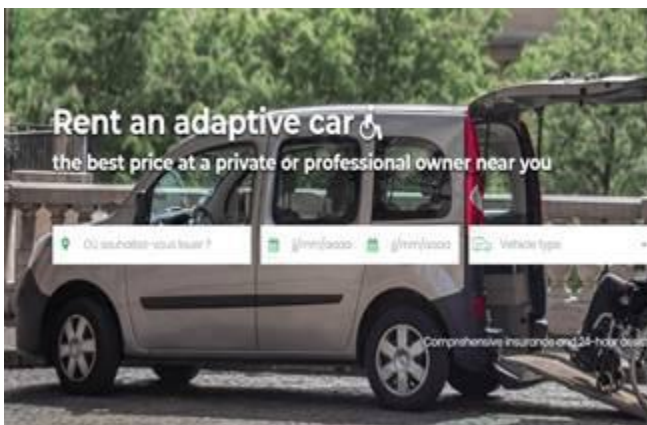 Rent an adaptive car
the best price at a private or professional owner near you
Où souhaitez-vous louer ?
jj/mm/aaaa
jj/mm/aaaa
Vehicle type
Comprehensive insurance and 24-hour